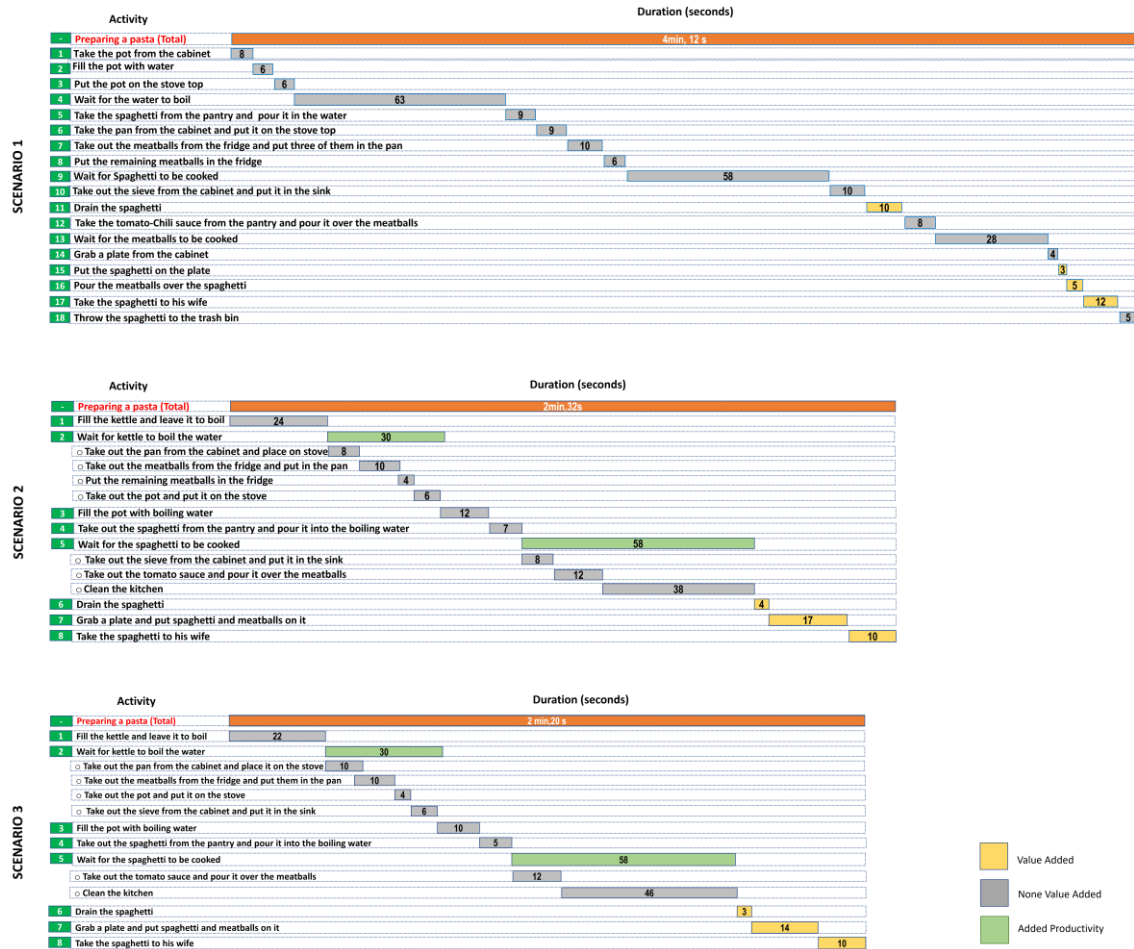 Duration (seconds)
Activity
SCENARIO 1
- Preparing a pasta (Total) 4min, 12 s
1 Take the pot from the cabinet 8
2 Fill the pot with water 6
3 Put the pot on the stove top 6
4 Wait for the water to boil 63
5 Take the spaghetti from the pantry and pour it in the water 9
6 Take the pan from the cabinet and put it on the stove top 9
7 Take out the meatballs from the fridge and put three of them in the pan 10
8 Put the remaining meatballs in the fridge 6
9 Wait for Spaghetti to be cooked 58
10 Take out the sieve from the cabinet and put it in the sink 10
11 Drain the spaghetti 10
12 Take the tomato-Chili sauce from the pantry and pour it over the meatballs 8
13 Wait for the meatballs to be cooked 28
14 Grab a plate from the cabinet 4
15 Put the spaghetti on the plate 3
16 Pour the meatballs over the spaghetti 5
17 Take the spaghetti to his wife 12
18 Throw the spaghetti to the trash bin 5
Activity Duration (seconds)
SCENARIO 2
- Preparing a pasta (Total) 2min,32s
1 Fill the kettle and leave it to boil 24
2 Wait for kettle to boil the water 30
○ Take out the pan from the cabinet and place on stove 8
○ Take out the meatballs from the fridge and put in the pan 10
○ Put the remaining meatballs in the fridge 4
○ Take out the pot and put it on the stove 6
3 Fill the pot with boiling water 12
4 Take out the spaghetti from the pantry and pour it into the boiling water 7
5 Wait for the spaghetti to be cooked 58
○ Take out the sieve from the cabinet and put it in the sink 8
○ Take out the tomato sauce and pour it over the meatballs 12
○ Clean the kitchen 38
6 Drain the spaghetti 4
7 Grab a plate and put spaghetti and meatballs on it 17
8 Take the spaghetti to his wife 10
Activity Duration (seconds)
SCENARIO 3
- Preparing a pasta (Total) 2 min,20 s
1 Fill the kettle and leave it to boil 22
2 Wait for kettle to boil the water 30
○ Take out the pan from the cabinet and place it on the stove 10
○ Take out the meatballs from the fridge and put them in the pan 10
○ Take out the pot and put it on the stove 4
○ Take out the sieve from the cabinet and put it in the sink 6
3 Fill the pot with boiling water 10
4 Take out the spaghetti from the pantry and pour it into the boiling water 5
5 Wait for the spaghetti to be cooked 58
○ Take out the tomato sauce and pour it over the meatballs 12
○ Clean the kitchen 46
6 Drain the spaghetti 3
7 Grab a plate and put spaghetti and meatballs on it 14
8 Take the spaghetti to his wife 10
Value Added
None Value Added
Added Productivity